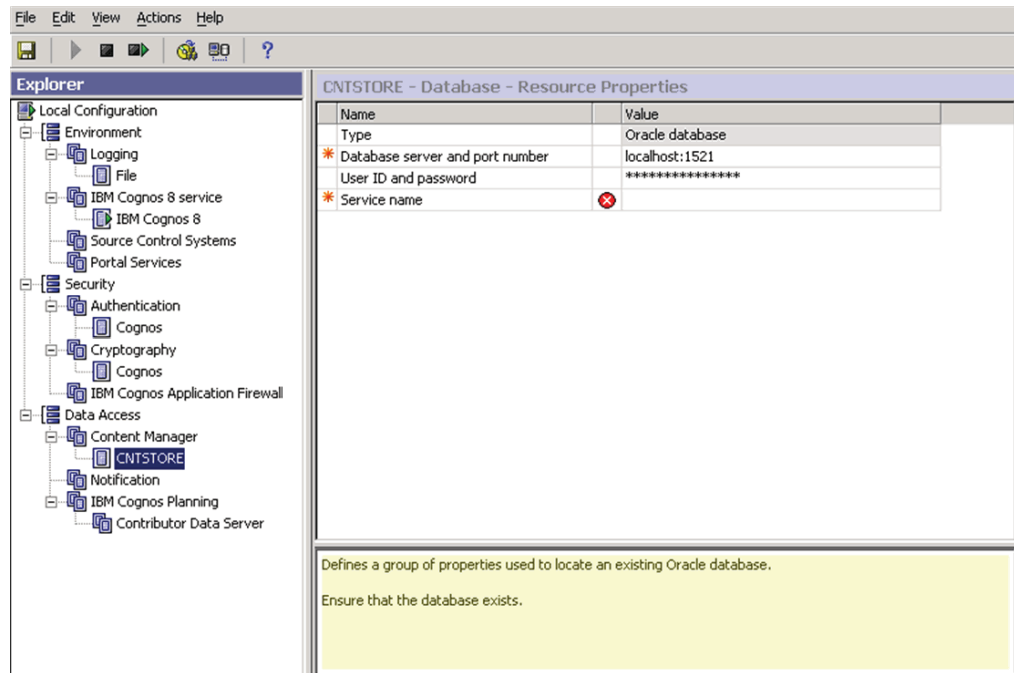 File Edit View Actions Help
?
Explorer
Local Configuration
Environment
Logging
File
IBM Cognos 8 service
IBM Cognos 8
Source Control Systems
Portal Services
Security
Authentication
Cognos
Cryptography
Cognos
IBM Cognos Application Firewall
Data Access
Content Manager
CNTSTORE
Notification
IBM Cognos Planning
Contributor Data Server
CNTSTORE - Database - Resource Properties
Name Value
Type Oracle database
* Database server and port number localhost:1521
User ID and password ***************
* Service name
Defines a group of properties used to locate an existing Oracle database.
Ensure that the database exists.